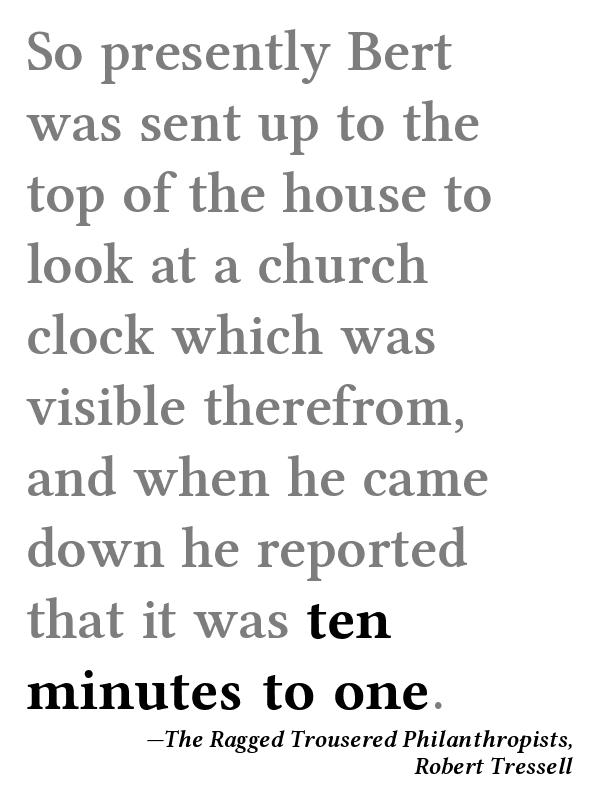 So presently Bert
was sent up to the
top of the house to
look at a church
clock which was
visible therefrom,
and when he came
down he reported
that it was ten
minutes to one.
—The Ragged Trousered Philanthropists,
Robert Tressell